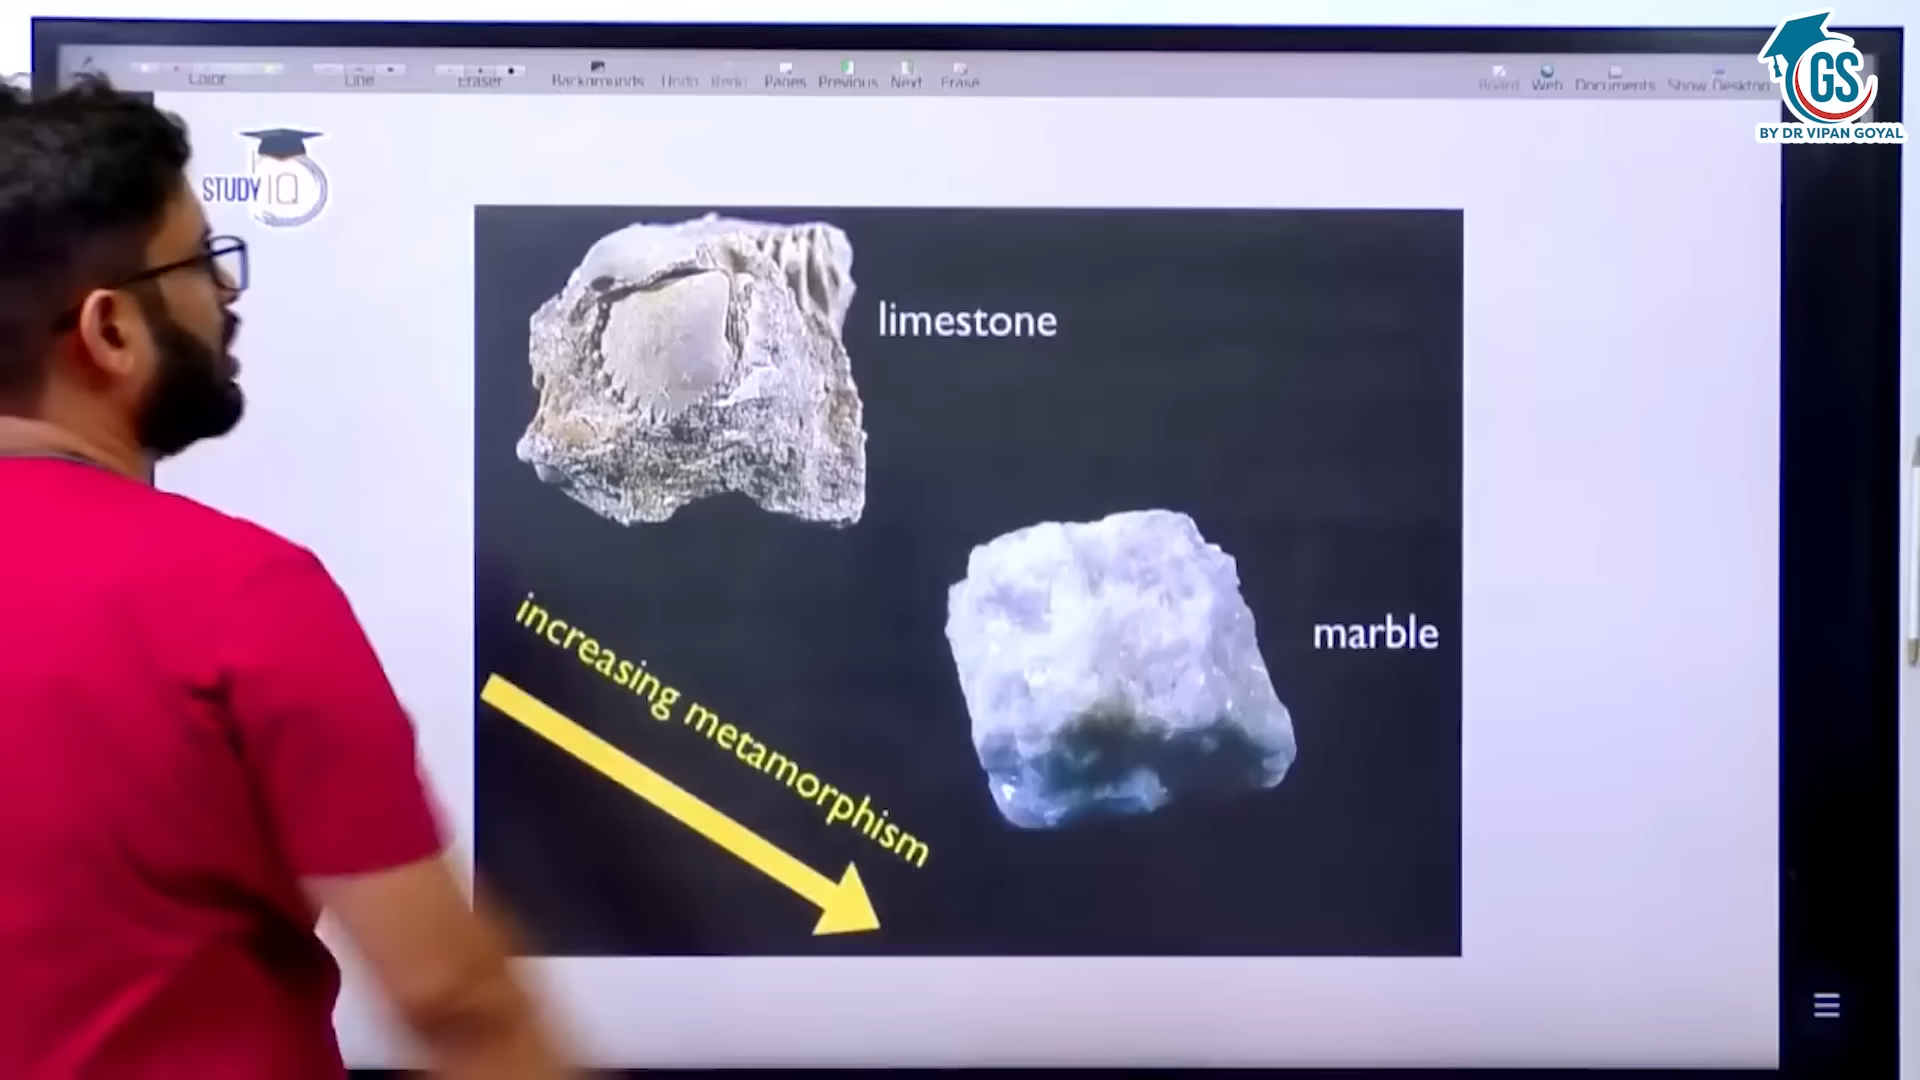 Color
Line
Eraser
Backgrounds
Undo
Redo
Pages
Previous
Next
Erase
Board
Web
Documents
Show Desktop
GS
BY DR VIPAN GOYAL
STUDY IQ
limestone
marble
increasing metamorphism